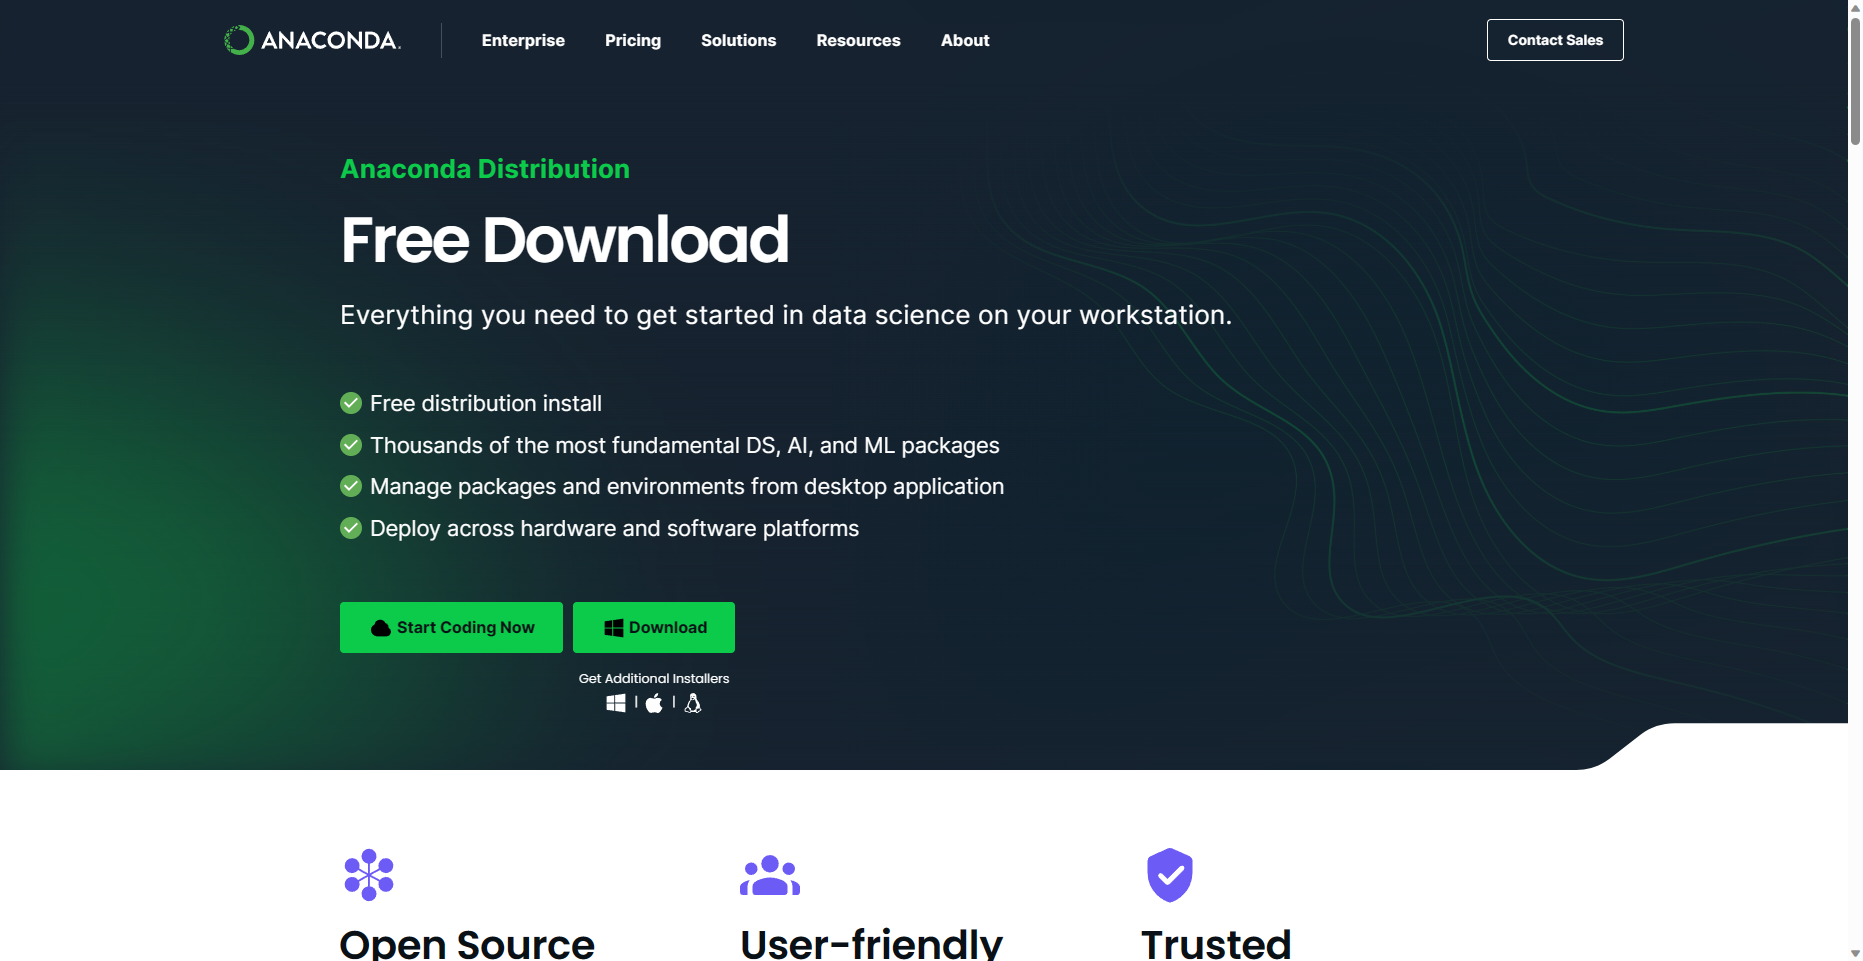 ANACONDA.
Enterprise
Pricing
Solutions
Resources
About
Contact Sales
Anaconda Distribution
Free Download
Everything you need to get started in data science on your workstation.
Free distribution install
Thousands of the most fundamental DS, AI, and ML packages
Manage packages and environments from desktop application
Deploy across hardware and software platforms
Start Coding Now
Download
Get Additional Installers
Open Source
User-friendly
Trusted